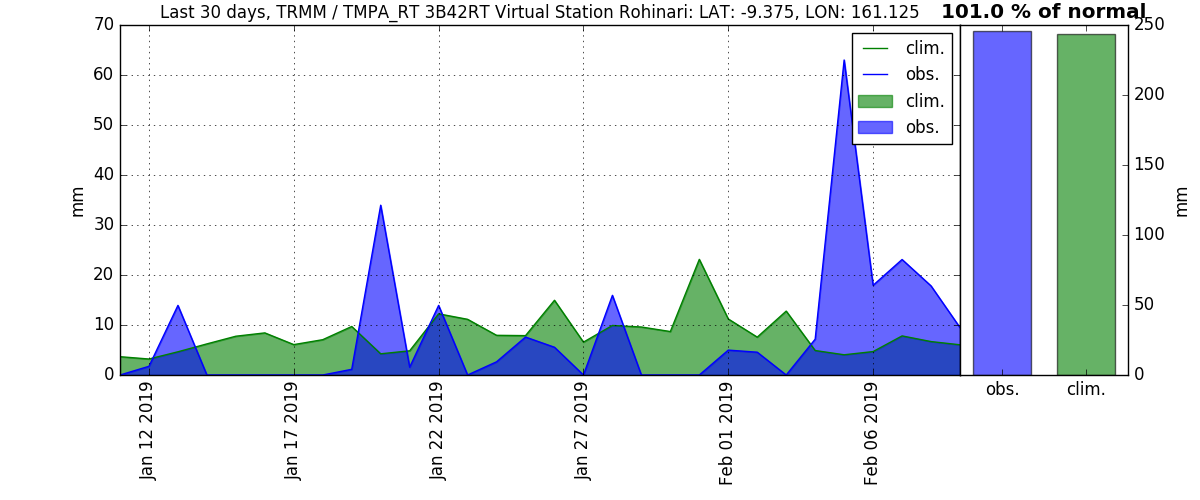 Last 30 days, TRMM / TMPA_RT 3B42RT Virtual Station Rohinari: LAT: -9.375, LON: 161.125
101.0 % of normal
70
60
50
40
30
20
10
0
mm
clim.
obs.
clim.
obs.
Jan 12 2019
Jan 17 2019
Jan 22 2019
Jan 27 2019
Feb 01 2019
Feb 06 2019
250
200
150
100
50
0
mm
obs.
clim.